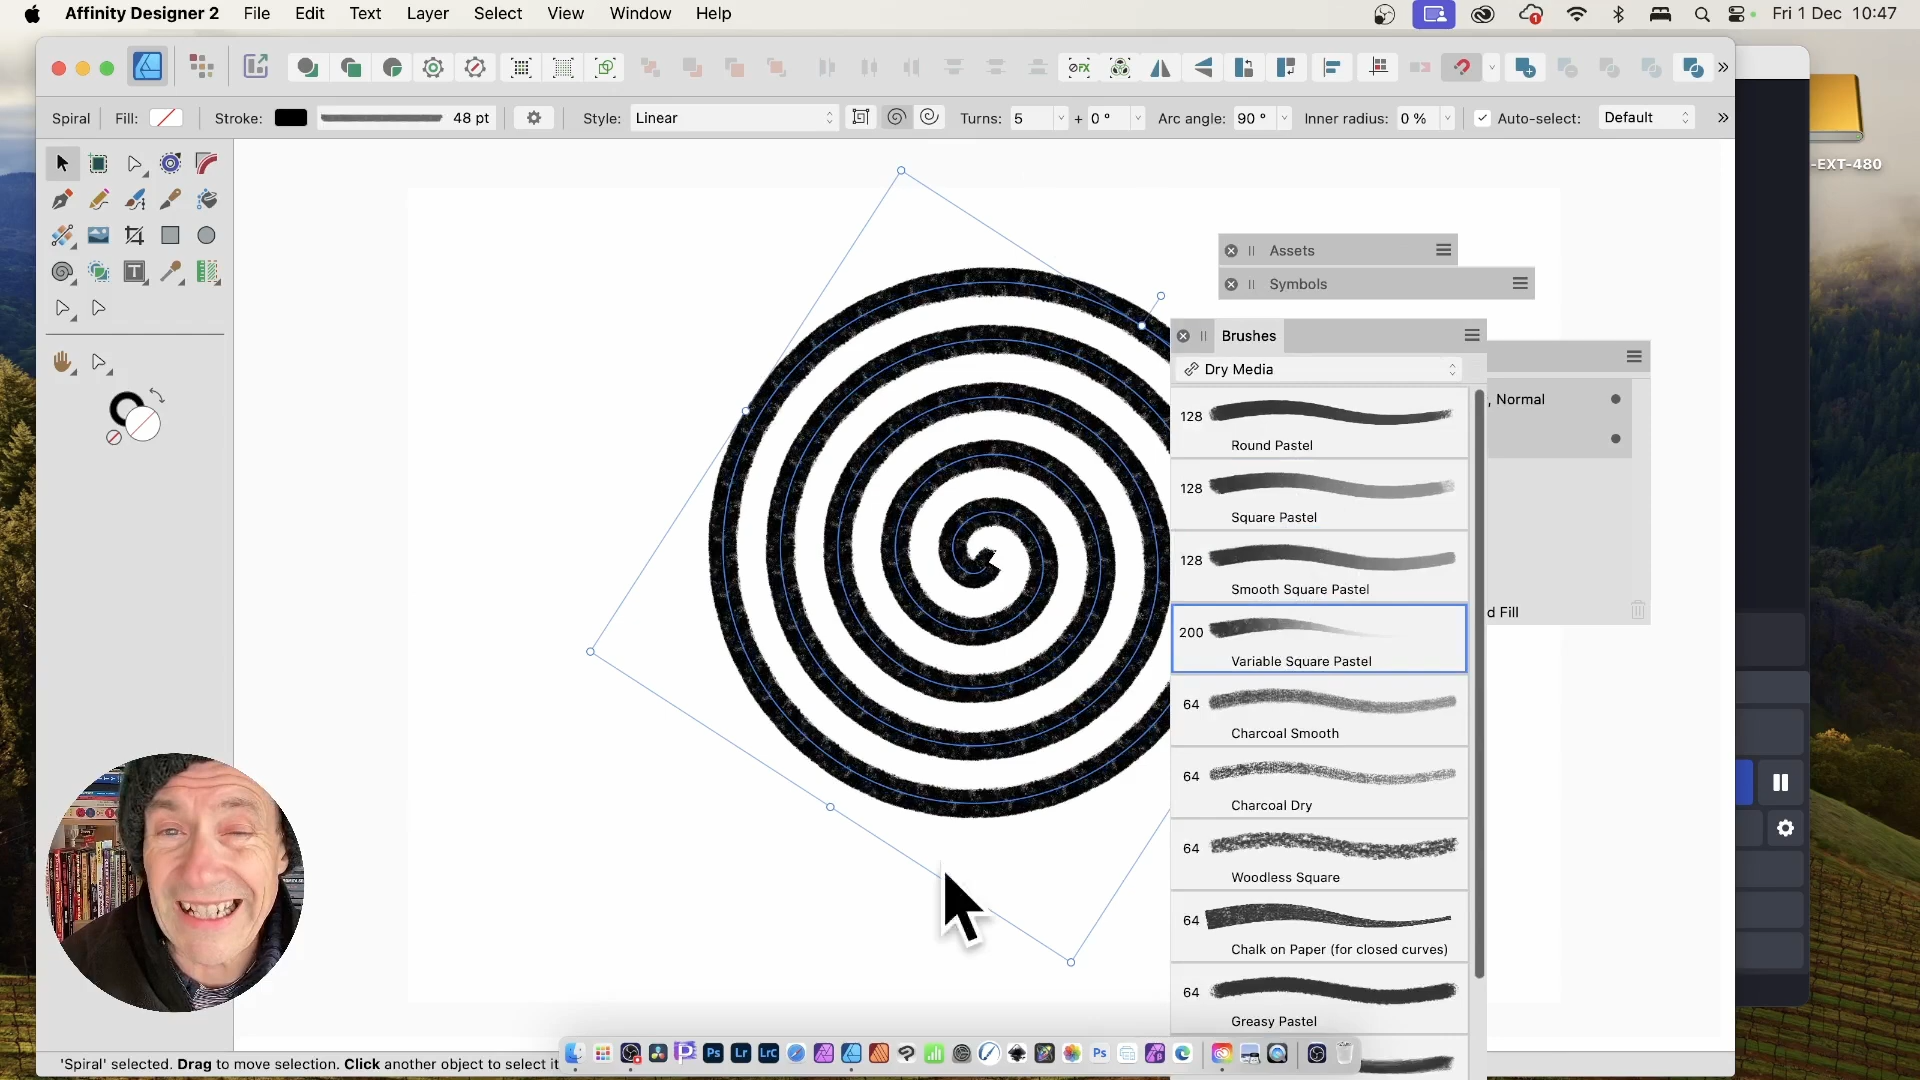 Affinity Designer 2 File Edit Text Layer Select View Window Help Fri 1 Dec 10:47
Spiral Fill: Stroke: 48 pt Style: Linear Turns: 5 + 0 ° Arc angle: 90 ° Inner radius: 0 % Auto-select: Default
-EXT-480
Assets
Symbols
Brushes
Dry Media
, Normal
128
Round Pastel
128
Square Pastel
128
Smooth Square Pastel
d Fill
200
Variable Square Pastel
64
Charcoal Smooth
64
Charcoal Dry
64
Woodless Square
64
Chalk on Paper (for closed curves)
64
Greasy Pastel
'Spiral' selected. Drag to move selection. Click another object to select it
Ps Lr LrC Ps